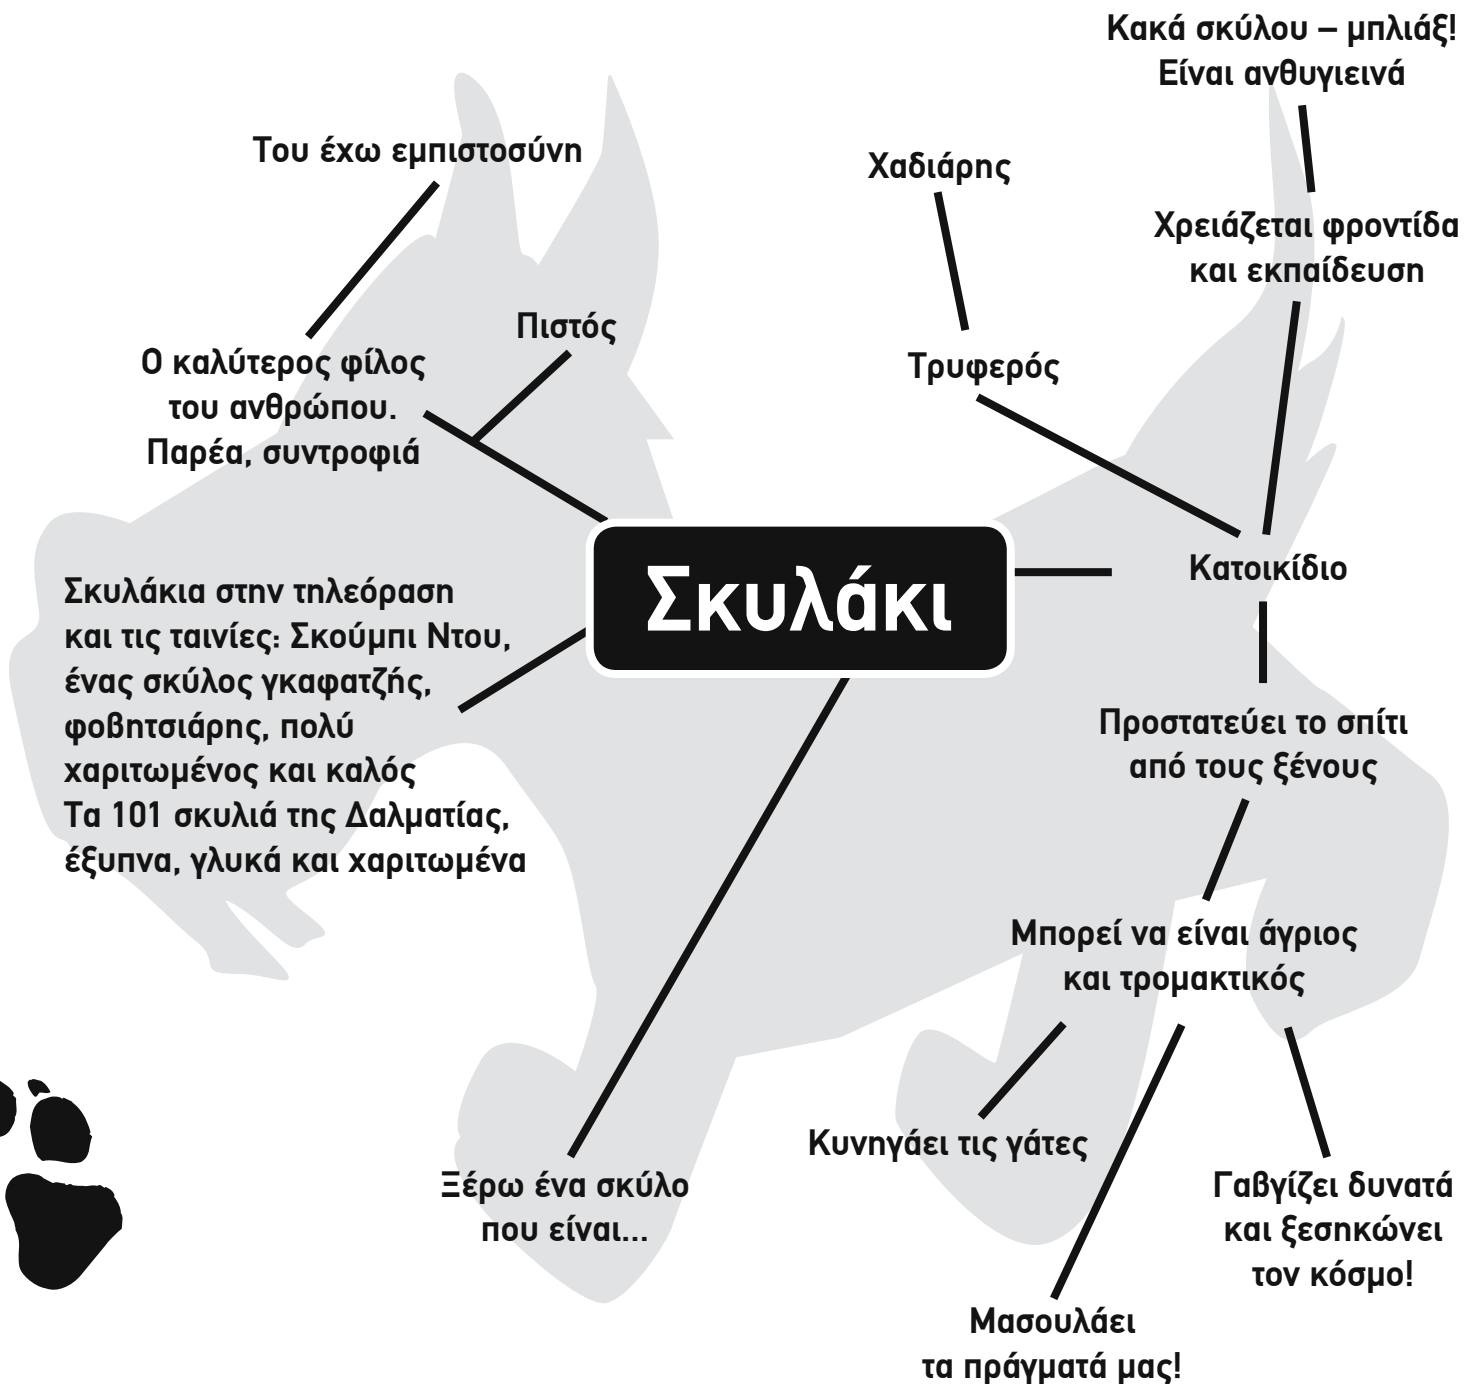 Κακά σκύλου – μπλιάξ!
Είναι ανθυγιεινά
Του έχω εμπιστοσύνη
Χαδιάρης
Χρειάζεται φροντίδα
και εκπαίδευση
Πιστός
Ο καλύτερος φίλος
του ανθρώπου.
Παρέα, συντροφιά
Τρυφερός
Σκυλάκι
Κατοικίδιο
Σκυλάκια στην τηλεόραση
και τις ταινίες: Σκούμπι Ντου,
ένας σκύλος γκαφατζής,
φοβητσιάρης, πολύ
χαριτωμένος και καλός
Τα 101 σκυλιά της Δαλματίας,
έξυπνα, γλυκά και χαριτωμένα
Προστατεύει το σπίτι
από τους ξένους
Μπορεί να είναι άγριος
και τρομακτικός
Κυνηγάει τις γάτες
Ξέρω ένα σκύλο
που είναι...
Γαβγίζει δυνατά
και ξεσηκώνει
τον κόσμο!
Μασουλάει
τα πράγματά μας!